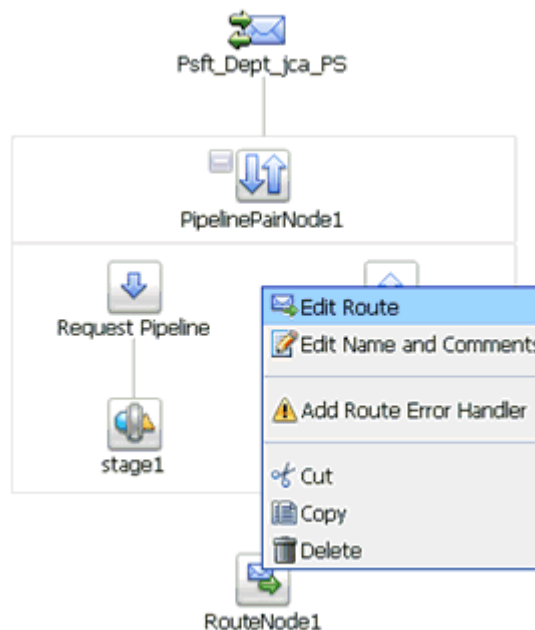 Psft_Dept_jca_PS
PipelinePairNode1
Request Pipeline
Edit Route
Edit Name and Comments
Add Route Error Handler
stage1
Cut
Copy
Delete
RouteNode1